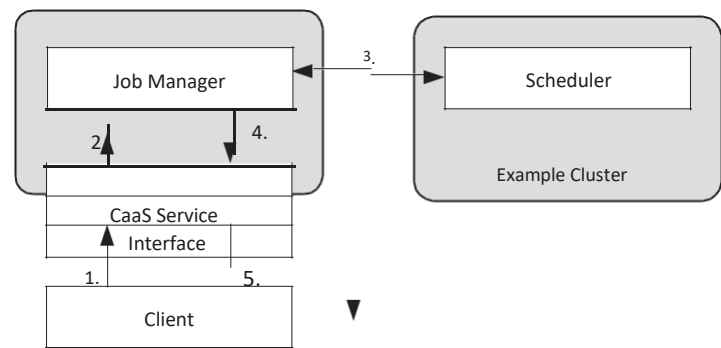 3.
Job Manager
Scheduler
2
4.
Example Cluster
CaaS Service
Interface
1.
5.
Client